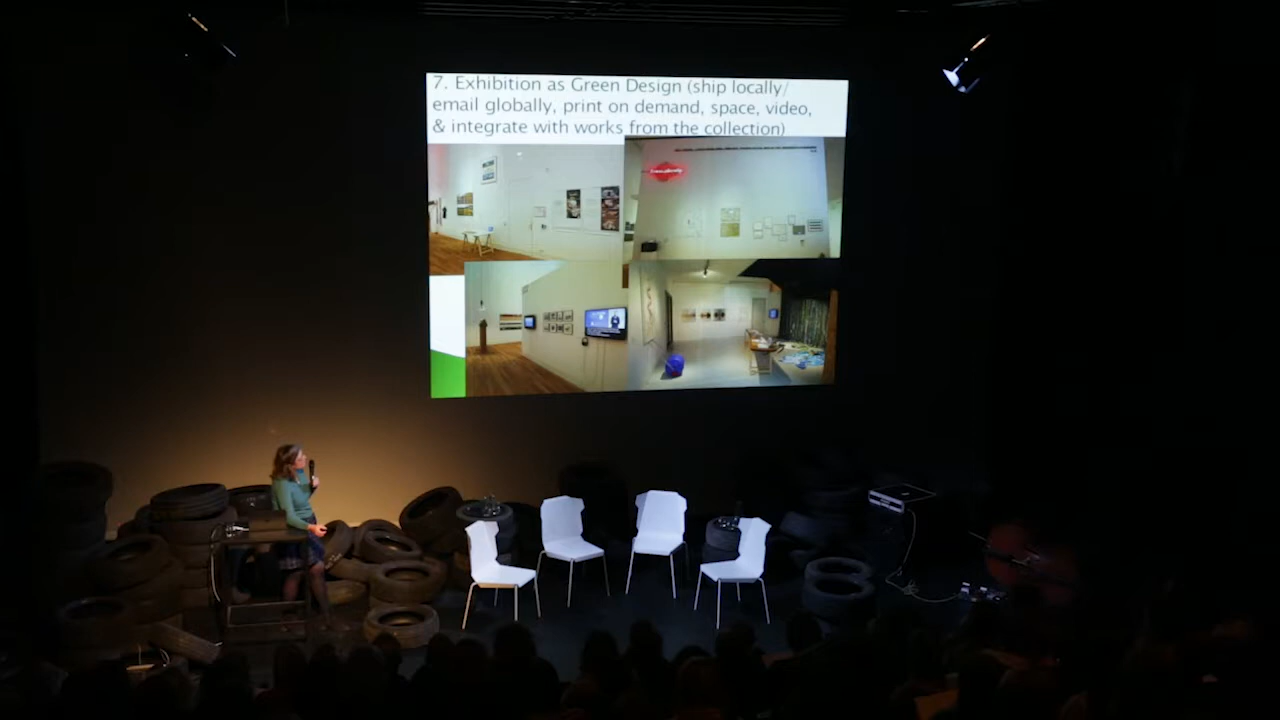 7. Exhibition as Green Design (ship locally/
email globally, print on demand, space, video,
& integrate with works from the collection)